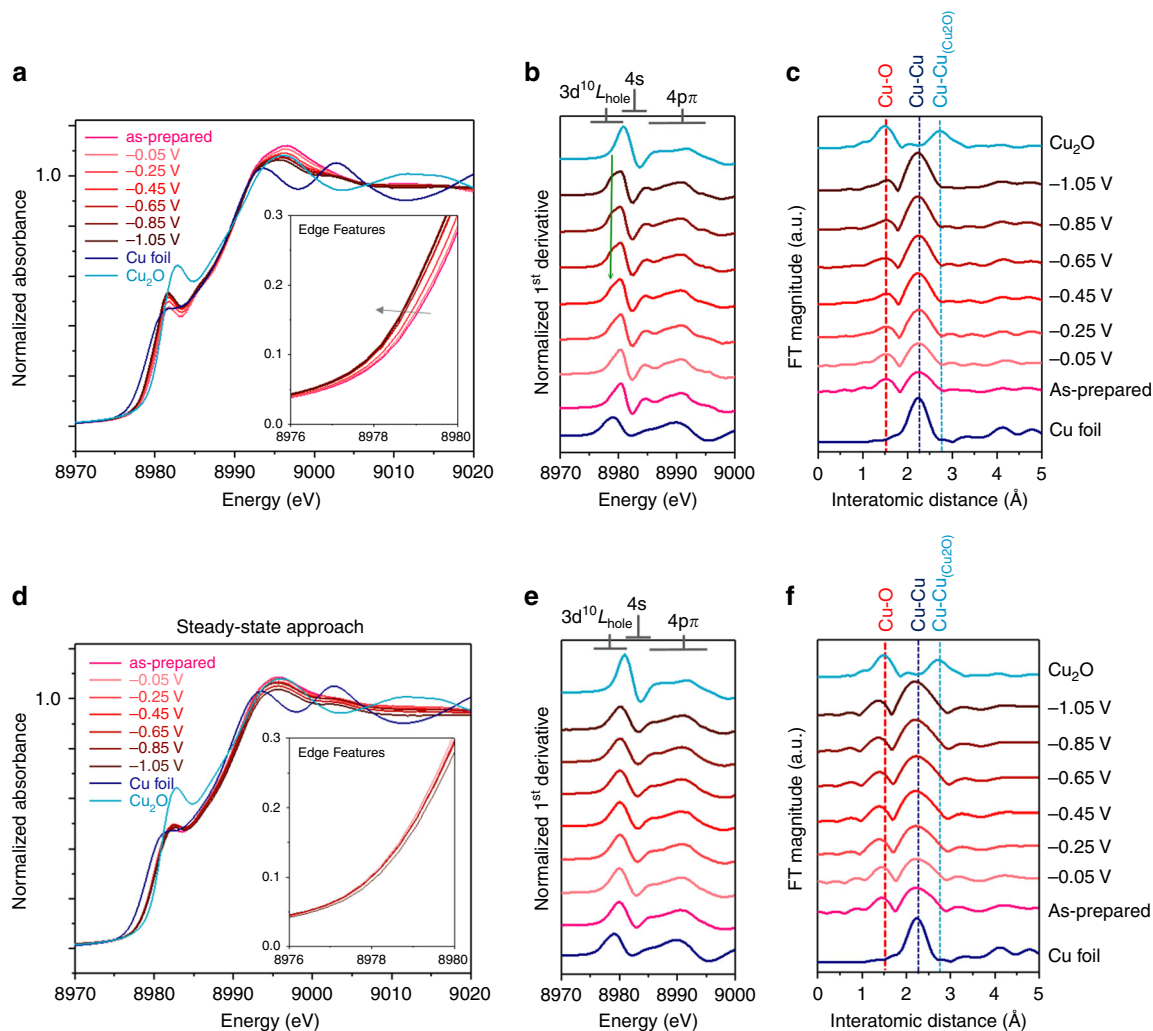 a
Normalized absorbance
1.0
as-prepared
−0.05 V
−0.25 V
−0.45 V
−0.65 V
−0.85 V
−1.05 V
Cu foil
Cu₂O
Edge Features
0.3
0.2
0.1
0.0
8976 8978 8980
8970 8980 8990 9000 9010 9020
Energy (eV)
b
3d¹⁰L_hole 4s 4pπ
Normalized 1ˢᵗ derivative
8970 8980 8990 9000
Energy (eV)
c
Cu-O
Cu-Cu
Cu-Cu(Cu2O)
FT magnitude (a.u.)
Cu₂O
−1.05 V
−0.85 V
−0.65 V
−0.45 V
−0.25 V
−0.05 V
As-prepared
Cu foil
0 1 2 3 4 5
Interatomic distance (Å)
d
Steady-state approach
Normalized absorbance
1.0
as-prepared
−0.05 V
−0.25 V
−0.45 V
−0.65 V
−0.85 V
−1.05 V
Cu foil
Cu₂O
Edge Features
0.3
0.2
0.1
0.0
8976 8978 8980
8970 8980 8990 9000 9010 9020
Energy (eV)
e
3d¹⁰L_hole 4s 4pπ
Normalized 1ˢᵗ derivative
8970 8980 8990 9000
Energy (eV)
f
Cu-O
Cu-Cu
Cu-Cu(Cu2O)
FT magnitude (a.u.)
Cu₂O
−1.05 V
−0.85 V
−0.65 V
−0.45 V
−0.25 V
−0.05 V
As-prepared
Cu foil
0 1 2 3 4 5
Interatomic distance (Å)